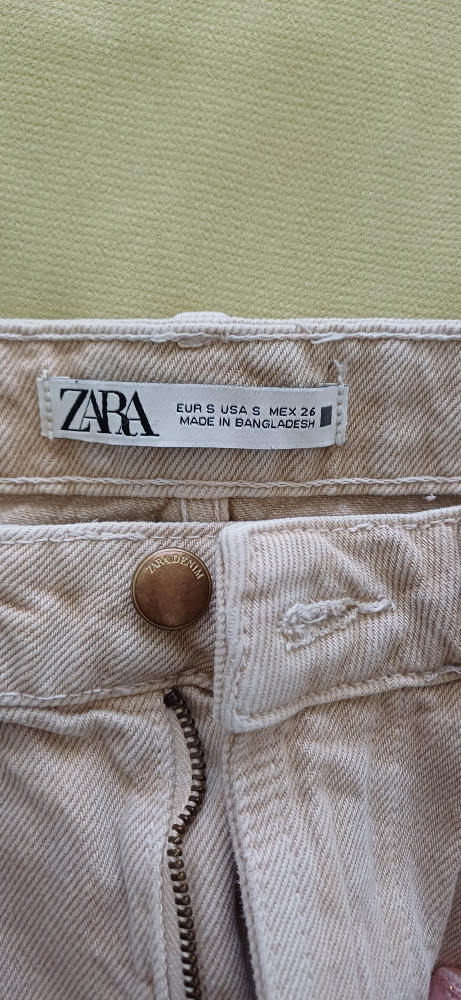 ZARA
EUR S USA S MEX 26
MADE IN BANGLADESH
ZARA DENIM